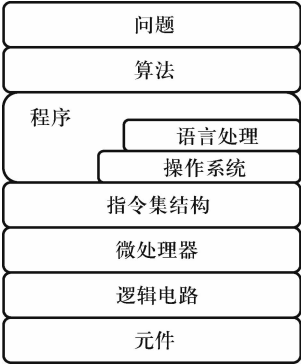 问题
算法
程序
语言处理
操作系统
指令集结构
微处理器
逻辑电路
元件